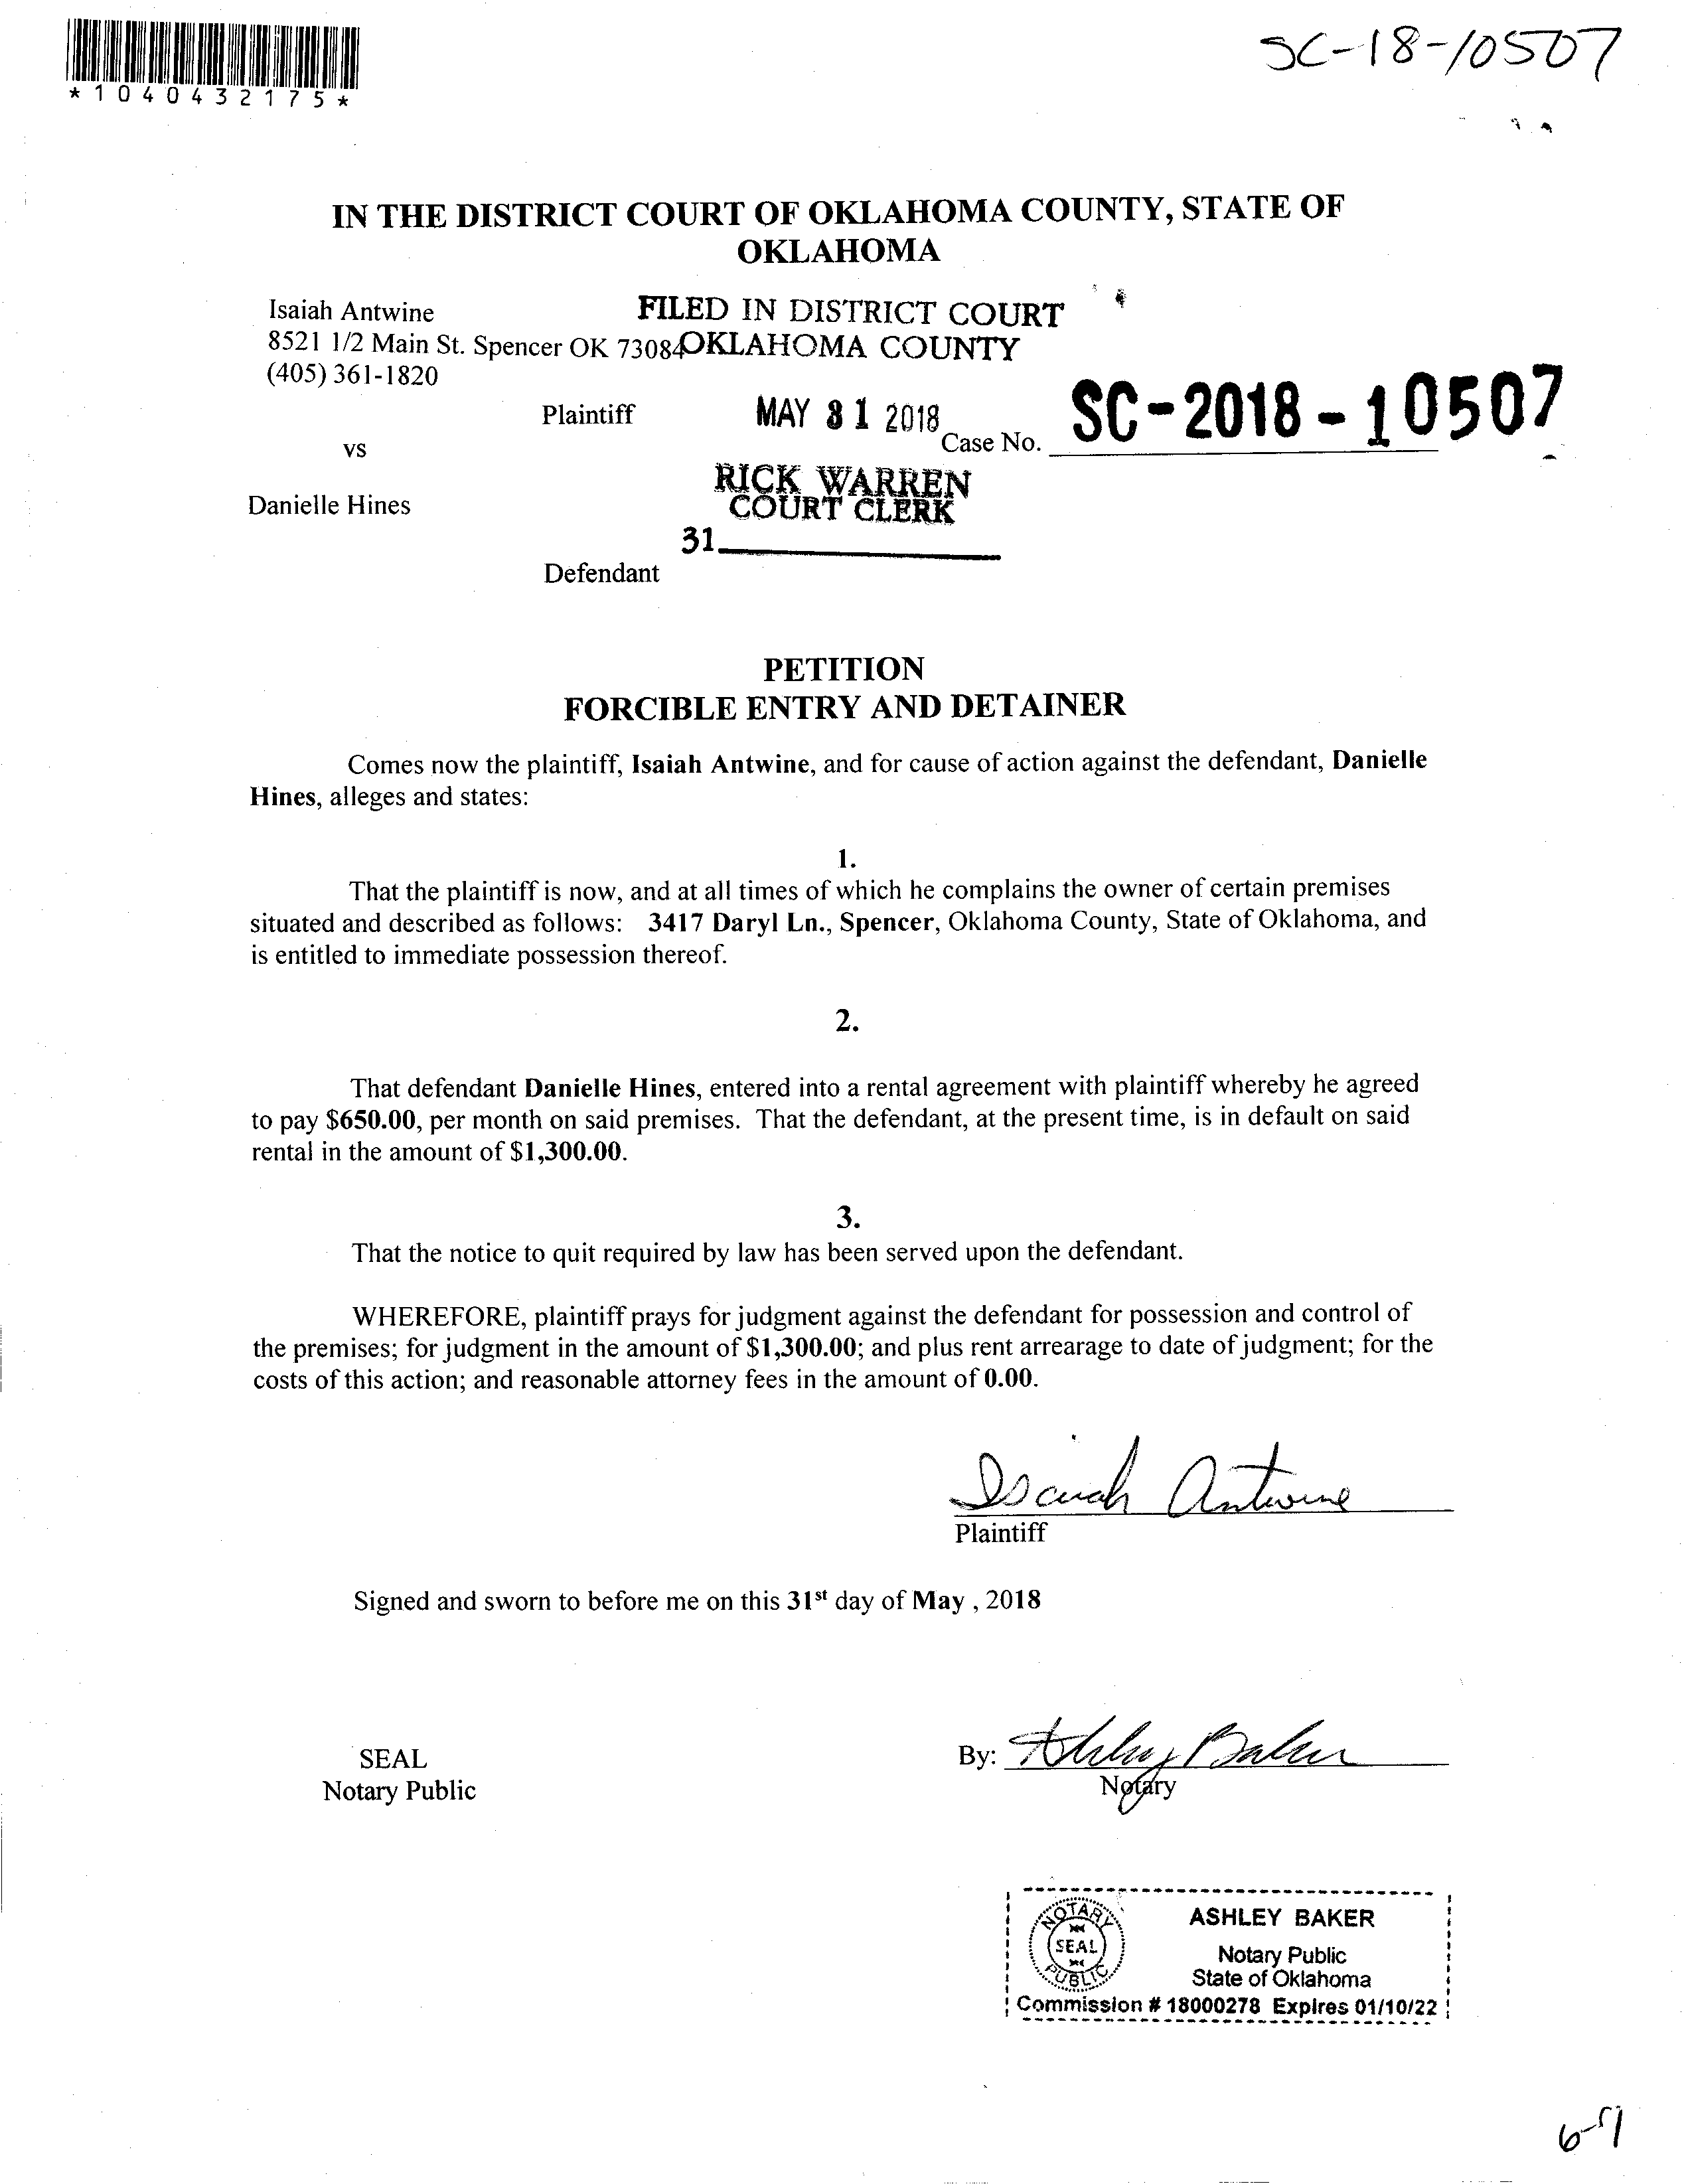 *1040432175*
SC-18-10507
IN THE DISTRICT COURT OF OKLAHOMA COUNTY, STATE OF
OKLAHOMA
Isaiah Antwine
8521 1/2 Main St. Spencer OK 73084
(405) 361-1820
FILED IN DISTRICT COURT
OKLAHOMA COUNTY
Plaintiff
MAY 31 2018
Case No. SC-2018-10507
vs
RICK WARREN
COURT CLERK
Danielle Hines
31
Defendant
PETITION
FORCIBLE ENTRY AND DETAINER
Comes now the plaintiff, Isaiah Antwine, and for cause of action against the defendant, Danielle
Hines, alleges and states:
1.
That the plaintiff is now, and at all times of which he complains the owner of certain premises
situated and described as follows: 3417 Daryl Ln., Spencer, Oklahoma County, State of Oklahoma, and
is entitled to immediate possession thereof.
2.
That defendant Danielle Hines, entered into a rental agreement with plaintiff whereby he agreed
to pay $650.00, per month on said premises. That the defendant, at the present time, is in default on said
rental in the amount of $1,300.00.
3.
That the notice to quit required by law has been served upon the defendant.
WHEREFORE, plaintiff prays for judgment against the defendant for possession and control of
the premises; for judgment in the amount of $1,300.00; and plus rent arrearage to date of judgment; for the
costs of this action; and reasonable attorney fees in the amount of 0.00.
Isaiah Antwine
Plaintiff
Signed and sworn to before me on this 31st day of May , 2018
SEAL
Notary Public
By: Ashley Baker
Notary
NOTARY
SEAL
PUBLIC
ASHLEY BAKER
Notary Public
State of Oklahoma
Commission # 18000278 Expires 01/10/22